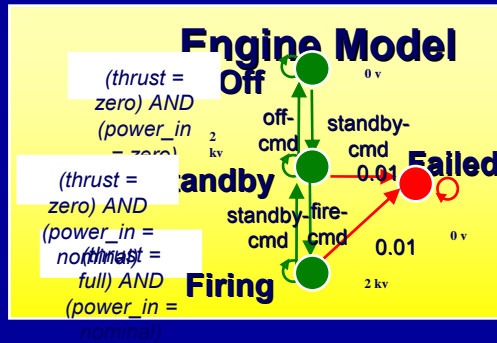 Engine Model
(thrust =
zero) AND
(power_in
= zero)
Off
0 v
off-
cmd
2
kv
standby-
cmd
0.01
Failed
(thrust =
zero) AND
(power_in =
nominal)
tandby
standby-
cmd
fire-
cmd
0.01
0 v
(thrust =
full) AND
(power_in =
nominal)
Firing
2 kv